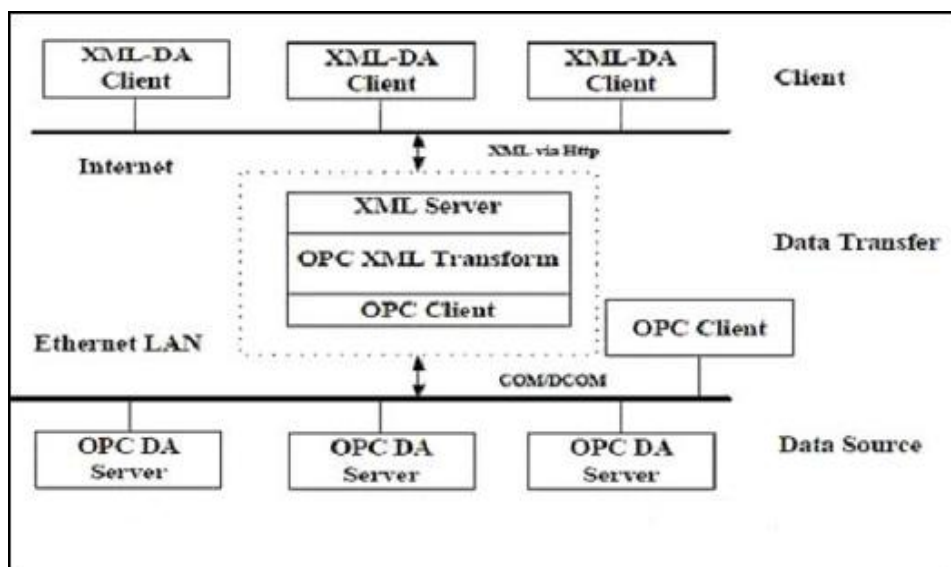 XML-DA
Client
XML-DA
Client
XML-DA
Client
Client
XML via Http
Internet
XML Server
Data Transfer
OPC XML Transform
OPC Client
OPC Client
Ethernet LAN
COM/DCOM
OPC DA
Server
OPC DA
Server
OPC DA
Server
Data Source